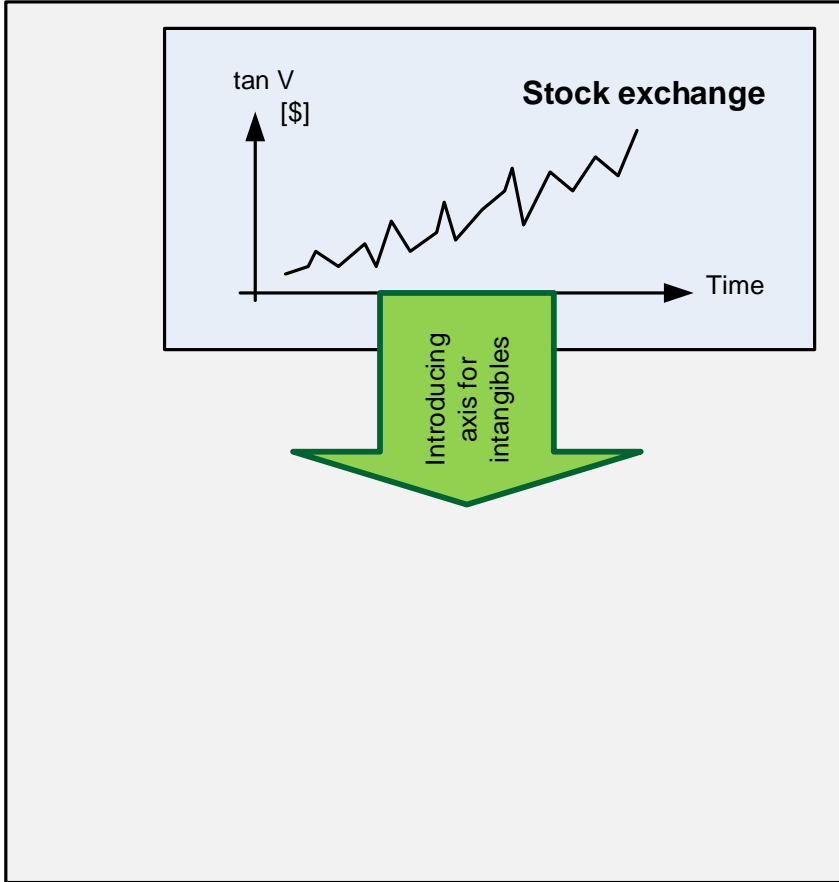 tan V
[$]
Stock exchange
Time
Introducing
axis for
intangibles